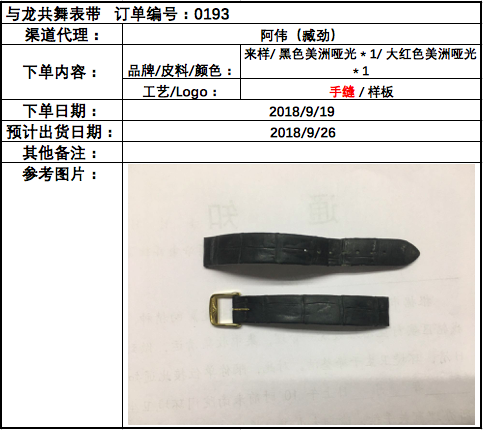 与龙共舞表带 订单编号：0193
渠道代理： 阿伟（臧劲）
下单内容： 品牌/皮料/颜色： 来样/ 黑色美洲哑光＊1/ 大红色美洲哑光
＊1
工艺/Logo： 手缝 / 样板
下单日期： 2018/9/19
预计出货日期： 2018/9/26
其他备注：
参考图片：
通 知